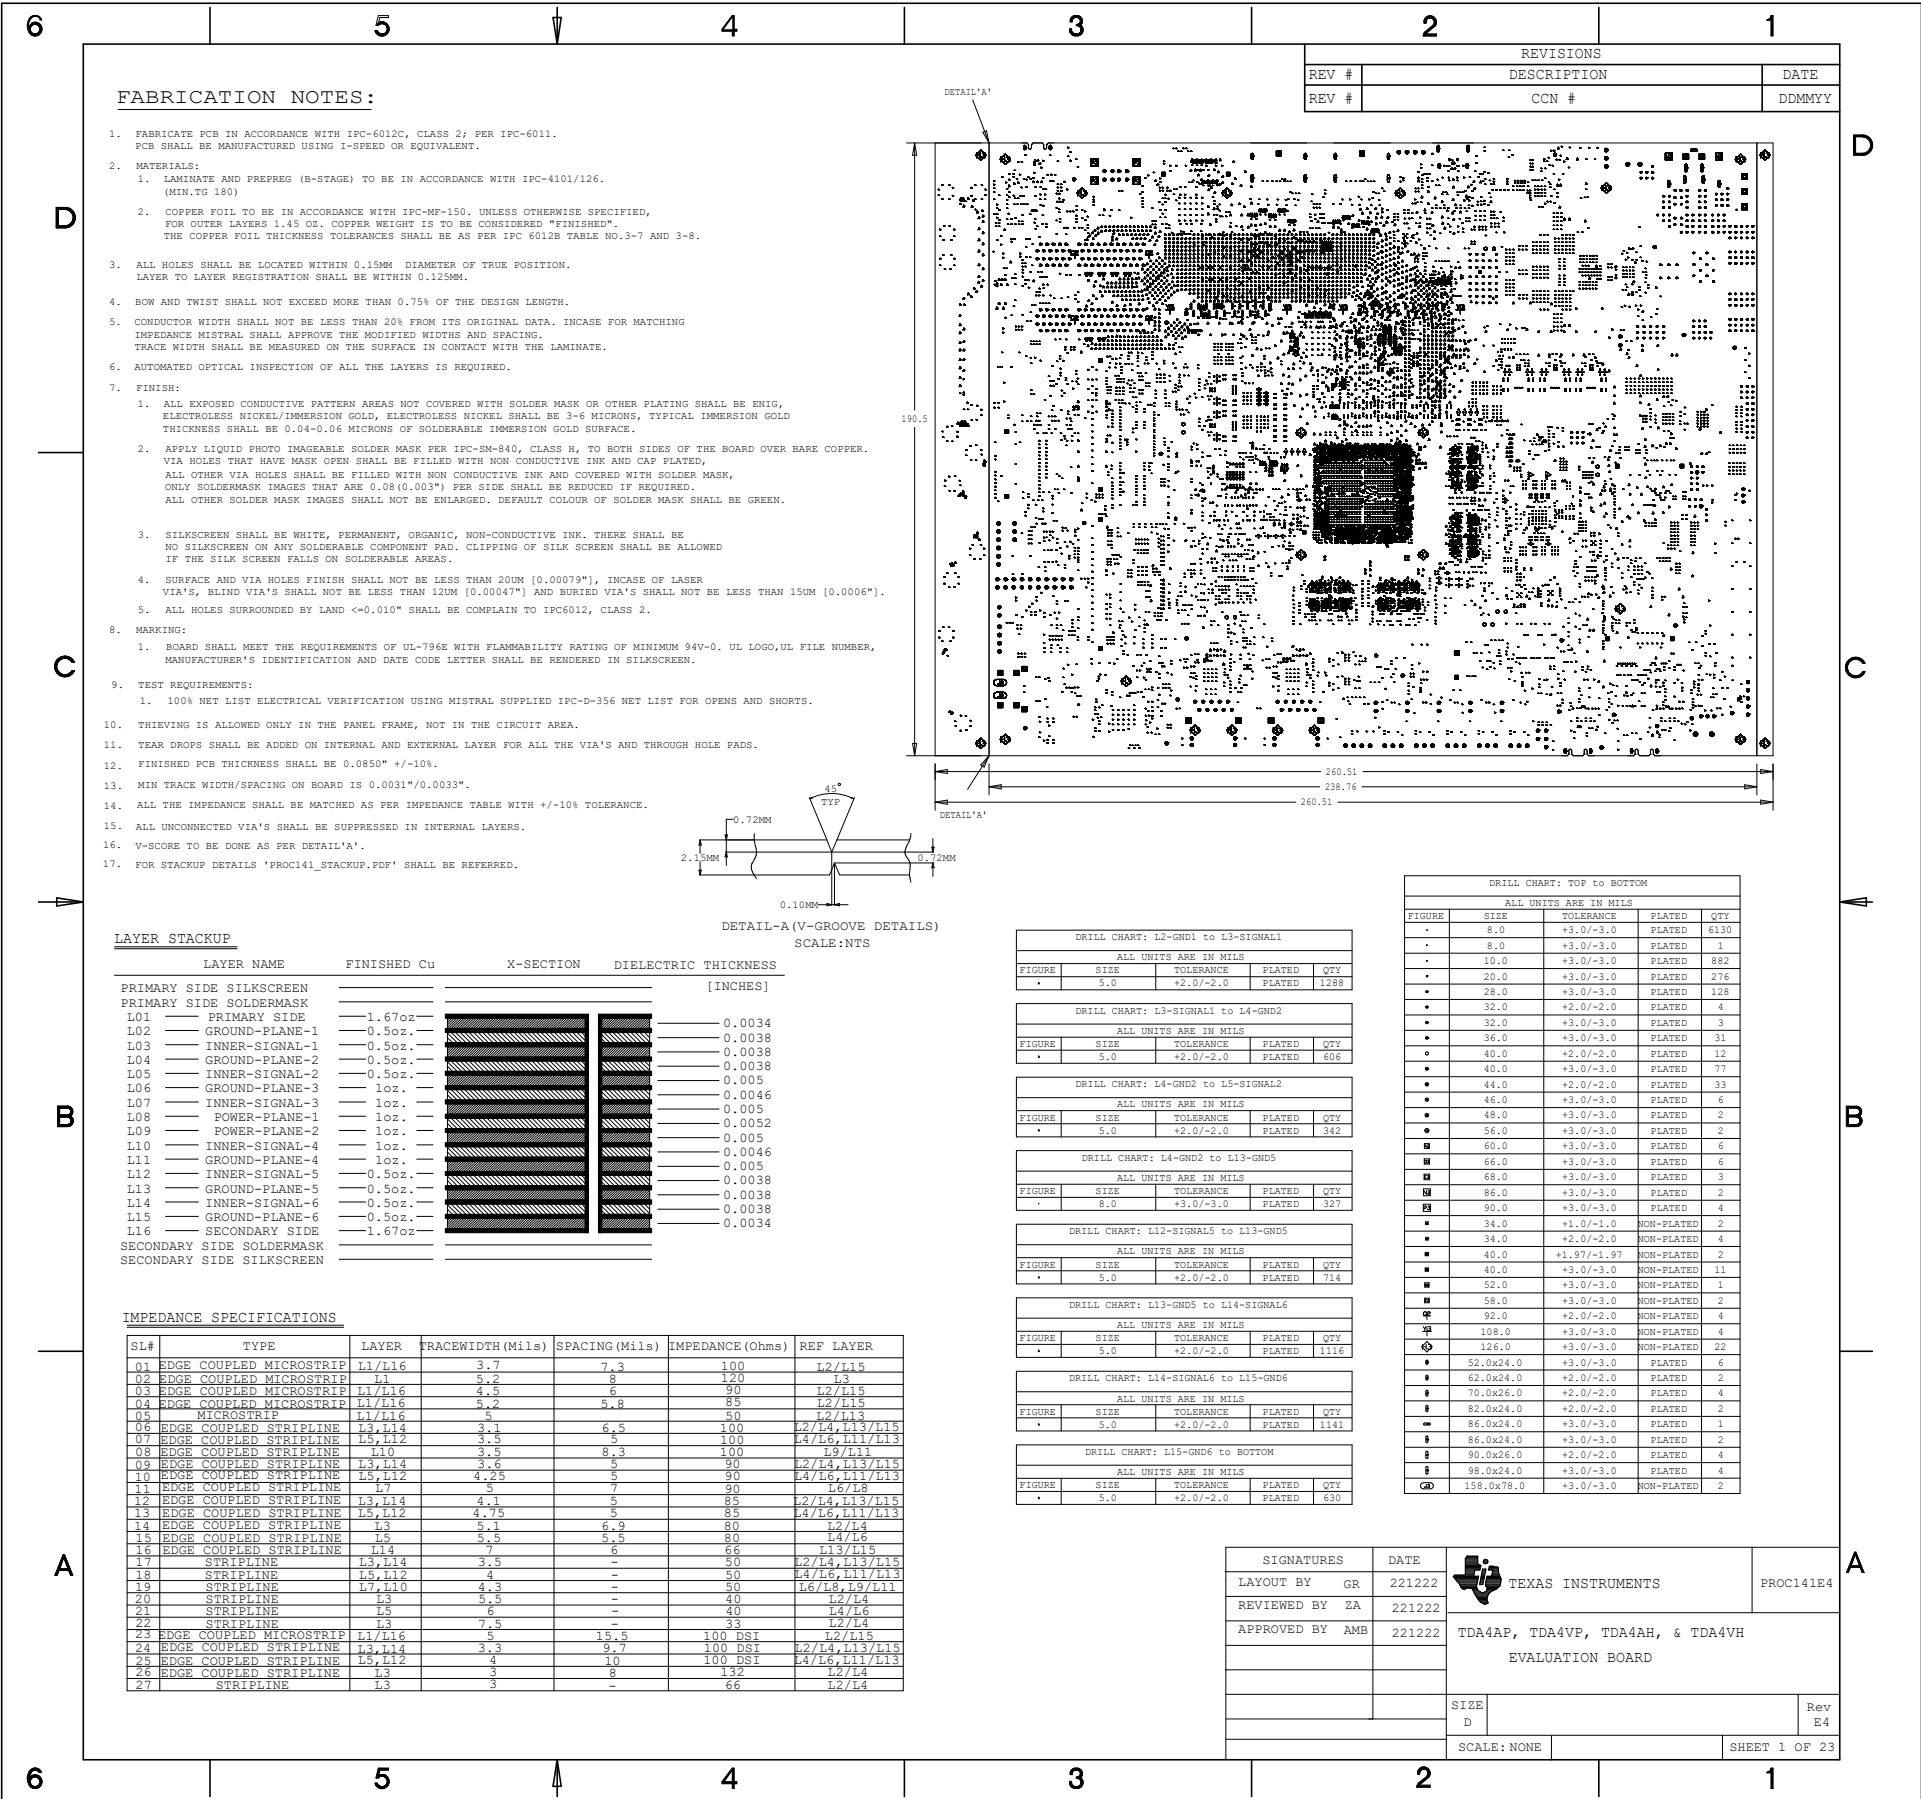 6 5 4 3 2 1
REVISIONS
REV # DESCRIPTION DATE
REV # CCN # DDMMYY
D
C
B
A
D
C
B
A
FABRICATION NOTES:
1. FABRICATE PCB IN ACCORDANCE WITH IPC-6012C, CLASS 2; PER IPC-6011.
PCB SHALL BE MANUFACTURED USING I-SPEED OR EQUIVALENT.
2. MATERIALS:
1. LAMINATE AND PREPREG (B-STAGE) TO BE IN ACCORDANCE WITH IPC-4101/126.
(MIN.TG 180)
2. COPPER FOIL TO BE IN ACCORDANCE WITH IPC-MF-150. UNLESS OTHERWISE SPECIFIED,
FOR OUTER LAYERS 1.45 OZ. COPPER WEIGHT IS TO BE CONSIDERED "FINISHED".
THE COPPER FOIL THICKNESS TOLERANCES SHALL BE AS PER IPC 6012B TABLE NO.3-7 AND 3-8.
3. ALL HOLES SHALL BE LOCATED WITHIN 0.15MM DIAMETER OF TRUE POSITION.
LAYER TO LAYER REGISTRATION SHALL BE WITHIN 0.125MM.
4. BOW AND TWIST SHALL NOT EXCEED MORE THAN 0.75% OF THE DESIGN LENGTH.
5. CONDUCTOR WIDTH SHALL NOT BE LESS THAN 20% FROM ITS ORIGINAL DATA. INCASE FOR MATCHING
IMPEDANCE MISTRAL SHALL APPROVE THE MODIFIED WIDTHS AND SPACING.
TRACE WIDTH SHALL BE MEASURED ON THE SURFACE IN CONTACT WITH THE LAMINATE.
6. AUTOMATED OPTICAL INSPECTION OF ALL THE LAYERS IS REQUIRED.
7. FINISH:
1. ALL EXPOSED CONDUCTIVE PATTERN AREAS NOT COVERED WITH SOLDER MASK OR OTHER PLATING SHALL BE ENIG,
ELECTROLESS NICKEL/IMMERSION GOLD, ELECTROLESS NICKEL SHALL BE 3-6 MICRONS, TYPICAL IMMERSION GOLD
THICKNESS SHALL BE 0.04-0.06 MICRONS OF SOLDERABLE IMMERSION GOLD SURFACE.
2. APPLY LIQUID PHOTO IMAGEABLE SOLDER MASK PER IPC-SM-840, CLASS H, TO BOTH SIDES OF THE BOARD OVER BARE COPPER.
VIA HOLES THAT HAVE MASK OPEN SHALL BE FILLED WITH NON CONDUCTIVE INK AND CAP PLATED,
ALL OTHER VIA HOLES SHALL BE FILLED WITH NON CONDUCTIVE INK AND COVERED WITH SOLDER MASK,
ONLY SOLDERMASK IMAGES THAT ARE 0.08(0.003") PER SIDE SHALL BE REDUCED IF REQUIRED.
ALL OTHER SOLDER MASK IMAGES SHALL NOT BE ENLARGED. DEFAULT COLOUR OF SOLDER MASK SHALL BE GREEN.
3. SILKSCREEN SHALL BE WHITE, PERMANENT, ORGANIC, NON-CONDUCTIVE INK. THERE SHALL BE
NO SILKSCREEN ON ANY SOLDERABLE COMPONENT PAD. CLIPPING OF SILK SCREEN SHALL BE ALLOWED
IF THE SILK SCREEN FALLS ON SOLDERABLE AREAS.
4. SURFACE AND VIA HOLES FINISH SHALL NOT BE LESS THAN 20UM [0.00079"], INCASE OF LASER
VIA'S, BLIND VIA'S SHALL NOT BE LESS THAN 12UM [0.00047"] AND BURIED VIA'S SHALL NOT BE LESS THAN 15UM [0.0006"].
5. ALL HOLES SURROUNDED BY LAND <=0.010" SHALL BE COMPLAIN TO IPC6012, CLASS 2.
8. MARKING:
1. BOARD SHALL MEET THE REQUIREMENTS OF UL-796E WITH FLAMMABILITY RATING OF MINIMUM 94V-0. UL LOGO,UL FILE NUMBER,
MANUFACTURER'S IDENTIFICATION AND DATE CODE LETTER SHALL BE RENDERED IN SILKSCREEN.
9. TEST REQUIREMENTS:
1. 100% NET LIST ELECTRICAL VERIFICATION USING MISTRAL SUPPLIED IPC-D-356 NET LIST FOR OPENS AND SHORTS.
10. THIEVING IS ALLOWED ONLY IN THE PANEL FRAME, NOT IN THE CIRCUIT AREA.
11. TEAR DROPS SHALL BE ADDED ON INTERNAL AND EXTERNAL LAYER FOR ALL THE VIA'S AND THROUGH HOLE PADS.
12. FINISHED PCB THICKNESS SHALL BE 0.0850" +/-10%.
13. MIN TRACE WIDTH/SPACING ON BOARD IS 0.0031"/0.0033".
14. ALL THE IMPEDANCE SHALL BE MATCHED AS PER IMPEDANCE TABLE WITH +/-10% TOLERANCE.
15. ALL UNCONNECTED VIA'S SHALL BE SUPPRESSED IN INTERNAL LAYERS.
16. V-SCORE TO BE DONE AS PER DETAIL'A'.
17. FOR STACKUP DETAILS 'PROC141_STACKUP.PDF' SHALL BE REFERRED.
DETAIL'A'
190.5
260.51
238.76
260.51
DETAIL'A'
45°
TYP
0.72MM
2.15MM
0.72MM
0.10MM
DETAIL-A(V-GROOVE DETAILS)
SCALE:NTS
LAYER STACKUP
LAYER NAME FINISHED Cu X-SECTION DIELECTRIC THICKNESS
[INCHES]
PRIMARY SIDE SILKSCREEN
PRIMARY SIDE SOLDERMASK
L01 PRIMARY SIDE 1.67oz
0.0034
L02 GROUND-PLANE-1 0.5oz.
0.0038
L03 INNER-SIGNAL-1 0.5oz.
0.0038
L04 GROUND-PLANE-2 0.5oz.
0.0038
L05 INNER-SIGNAL-2 0.5oz.
0.005
L06 GROUND-PLANE-3 1oz.
0.0046
L07 INNER-SIGNAL-3 1oz.
0.005
L08 POWER-PLANE-1 1oz.
0.0052
L09 POWER-PLANE-2 1oz.
0.005
L10 INNER-SIGNAL-4 1oz.
0.0046
L11 GROUND-PLANE-4 1oz.
0.005
L12 INNER-SIGNAL-5 0.5oz.
0.0038
L13 GROUND-PLANE-5 0.5oz.
0.0038
L14 INNER-SIGNAL-6 0.5oz.
0.0038
L15 GROUND-PLANE-6 0.5oz.
0.0034
L16 SECONDARY SIDE 1.67oz
SECONDARY SIDE SOLDERMASK
SECONDARY SIDE SILKSCREEN
IMPEDANCE SPECIFICATIONS
SL# TYPE LAYER TRACEWIDTH(Mils) SPACING(Mils) IMPEDANCE(Ohms) REF LAYER
01 EDGE COUPLED MICROSTRIP L1/L16 3.7 7.3 100 L2/L15
02 EDGE COUPLED MICROSTRIP L1 5.2 8 120 L3
03 EDGE COUPLED MICROSTRIP L1/L16 4.5 6 90 L2/L15
04 EDGE COUPLED MICROSTRIP L1/L16 5.2 5.8 85 L2/L15
05 MICROSTRIP L1/L16 5 50 L2/L13
06 EDGE COUPLED STRIPLINE L3,L14 3.1 6.5 100 L2/L4,L13/L15
07 EDGE COUPLED STRIPLINE L5,L12 3.5 5 100 L4/L6,L11/L13
08 EDGE COUPLED STRIPLINE L10 3.5 8.3 100 L9/L11
09 EDGE COUPLED STRIPLINE L3,L14 3.6 5 90 L2/L4,L13/L15
10 EDGE COUPLED STRIPLINE L5,L12 4.25 5 90 L4/L6,L11/L13
11 EDGE COUPLED STRIPLINE L7 5 7 90 L6/L8
12 EDGE COUPLED STRIPLINE L3,L14 4.1 5 85 L2/L4,L13/L15
13 EDGE COUPLED STRIPLINE L5,L12 4.75 5 85 L4/L6,L11/L13
14 EDGE COUPLED STRIPLINE L3 5.1 6.9 80 L2/L4
15 EDGE COUPLED STRIPLINE L5 5.5 5.5 80 L4/L6
16 EDGE COUPLED STRIPLINE L14 7 6 66 L13/L15
17 STRIPLINE L3,L14 3.5 - 50 L2/L4,L13/L15
18 STRIPLINE L5,L12 4 - 50 L4/L6,L11/L13
19 STRIPLINE L7,L10 4.3 - 50 L6/L8,L9/L11
20 STRIPLINE L3 5.5 - 40 L2/L4
21 STRIPLINE L5 6 - 40 L4/L6
22 STRIPLINE L3 7.5 - 33 L2/L4
23 EDGE COUPLED MICROSTRIP L1/L16 5 15.5 100 DSI L2/L15
24 EDGE COUPLED STRIPLINE L3,L14 3.3 9.7 100 DSI L2/L4,L13/L15
25 EDGE COUPLED STRIPLINE L5,L12 4 10 100 DSI L4/L6,L11/L13
26 EDGE COUPLED STRIPLINE L3 3 8 132 L2/L4
27 STRIPLINE L3 3 - 66 L2/L4
DRILL CHART: L2-GND1 to L3-SIGNAL1
ALL UNITS ARE IN MILS
FIGURE SIZE TOLERANCE PLATED QTY
5.0 +2.0/-2.0 PLATED 1288
DRILL CHART: L3-SIGNAL1 to L4-GND2
ALL UNITS ARE IN MILS
FIGURE SIZE TOLERANCE PLATED QTY
5.0 +2.0/-2.0 PLATED 606
DRILL CHART: L4-GND2 to L5-SIGNAL2
ALL UNITS ARE IN MILS
FIGURE SIZE TOLERANCE PLATED QTY
5.0 +2.0/-2.0 PLATED 342
DRILL CHART: L4-GND2 to L13-GND5
ALL UNITS ARE IN MILS
FIGURE SIZE TOLERANCE PLATED QTY
8.0 +3.0/-3.0 PLATED 327
DRILL CHART: L12-SIGNAL5 to L13-GND5
ALL UNITS ARE IN MILS
FIGURE SIZE TOLERANCE PLATED QTY
5.0 +2.0/-2.0 PLATED 714
DRILL CHART: L13-GND5 to L14-SIGNAL6
ALL UNITS ARE IN MILS
FIGURE SIZE TOLERANCE PLATED QTY
5.0 +2.0/-2.0 PLATED 1116
DRILL CHART: L14-SIGNAL6 to L15-GND6
ALL UNITS ARE IN MILS
FIGURE SIZE TOLERANCE PLATED QTY
5.0 +2.0/-2.0 PLATED 1141
DRILL CHART: L15-GND6 to BOTTOM
ALL UNITS ARE IN MILS
FIGURE SIZE TOLERANCE PLATED QTY
5.0 +2.0/-2.0 PLATED 630
DRILL CHART: TOP to BOTTOM
ALL UNITS ARE IN MILS
FIGURE SIZE TOLERANCE PLATED QTY
8.0 +3.0/-3.0 PLATED 6130
8.0 +3.0/-3.0 PLATED 1
10.0 +3.0/-3.0 PLATED 882
20.0 +3.0/-3.0 PLATED 276
28.0 +3.0/-3.0 PLATED 128
32.0 +2.0/-2.0 PLATED 4
32.0 +3.0/-3.0 PLATED 3
36.0 +3.0/-3.0 PLATED 31
40.0 +2.0/-2.0 PLATED 12
40.0 +3.0/-3.0 PLATED 77
44.0 +2.0/-2.0 PLATED 33
46.0 +3.0/-3.0 PLATED 6
48.0 +3.0/-3.0 PLATED 2
56.0 +3.0/-3.0 PLATED 2
60.0 +3.0/-3.0 PLATED 6
66.0 +3.0/-3.0 PLATED 6
68.0 +3.0/-3.0 PLATED 3
86.0 +3.0/-3.0 PLATED 2
90.0 +3.0/-3.0 PLATED 4
34.0 +1.0/-1.0 NON-PLATED 2
34.0 +2.0/-2.0 NON-PLATED 4
40.0 +1.97/-1.97 NON-PLATED 2
40.0 +3.0/-3.0 NON-PLATED 11
52.0 +3.0/-3.0 NON-PLATED 1
58.0 +3.0/-3.0 NON-PLATED 2
92.0 +2.0/-2.0 NON-PLATED 4
108.0 +3.0/-3.0 NON-PLATED 4
126.0 +3.0/-3.0 NON-PLATED 22
52.0x24.0 +3.0/-3.0 PLATED 6
62.0x24.0 +2.0/-2.0 PLATED 2
70.0x26.0 +2.0/-2.0 PLATED 4
82.0x24.0 +2.0/-2.0 PLATED 2
86.0x24.0 +3.0/-3.0 PLATED 1
86.0x24.0 +3.0/-3.0 PLATED 2
90.0x26.0 +2.0/-2.0 PLATED 4
98.0x24.0 +3.0/-3.0 PLATED 4
158.0x78.0 +3.0/-3.0 NON-PLATED 2
SIGNATURES DATE
LAYOUT BY GR 221222
REVIEWED BY ZA 221222
APPROVED BY AMB 221222
TEXAS INSTRUMENTS
PROC141E4
TDA4AP, TDA4VP, TDA4AH, & TDA4VH
EVALUATION BOARD
SIZE
D
Rev
E4
SCALE:NONE
SHEET 1 OF 23
6 5 4 3 2 1